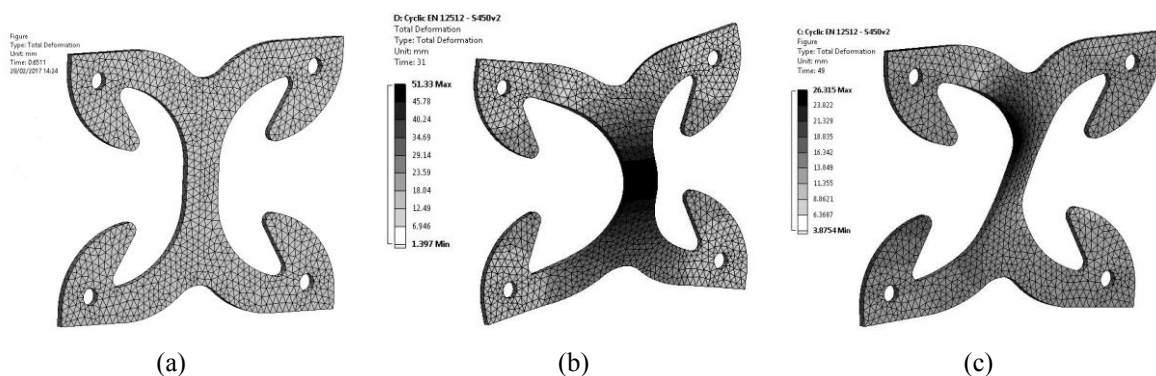 Figure
Type: Total Deformation
Unit: mm
Time: 0.6511
28/02/2017 14:24
(a)
D: Cyclic EN 12512 - S450v2
Total Deformation
Type: Total Deformation
Unit: mm
Time: 31
51.33 Max
45.78
40.24
34.69
29.14
23.59
18.04
12.49
6.946
1.397 Min
(b)
C: Cyclic EN 12512 - S450v2
Figure
Type: Total Deformation
Unit: mm
Time: 49
26.315 Max
23.822
21.329
18.835
16.342
13.849
11.355
8.8621
6.3687
3.8754 Min
(c)